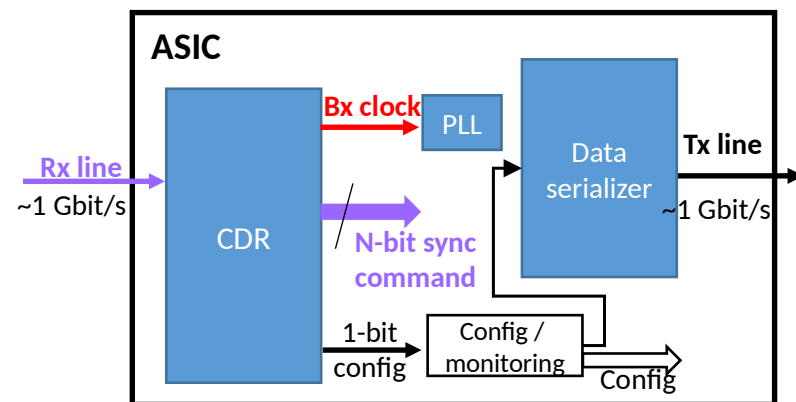 ASIC
Bx clock
PLL
Data
serializer
Tx line
~1 Gbit/s
Rx line
~1 Gbit/s
CDR
N-bit sync
command
1-bit
config
Config /
monitoring
Config